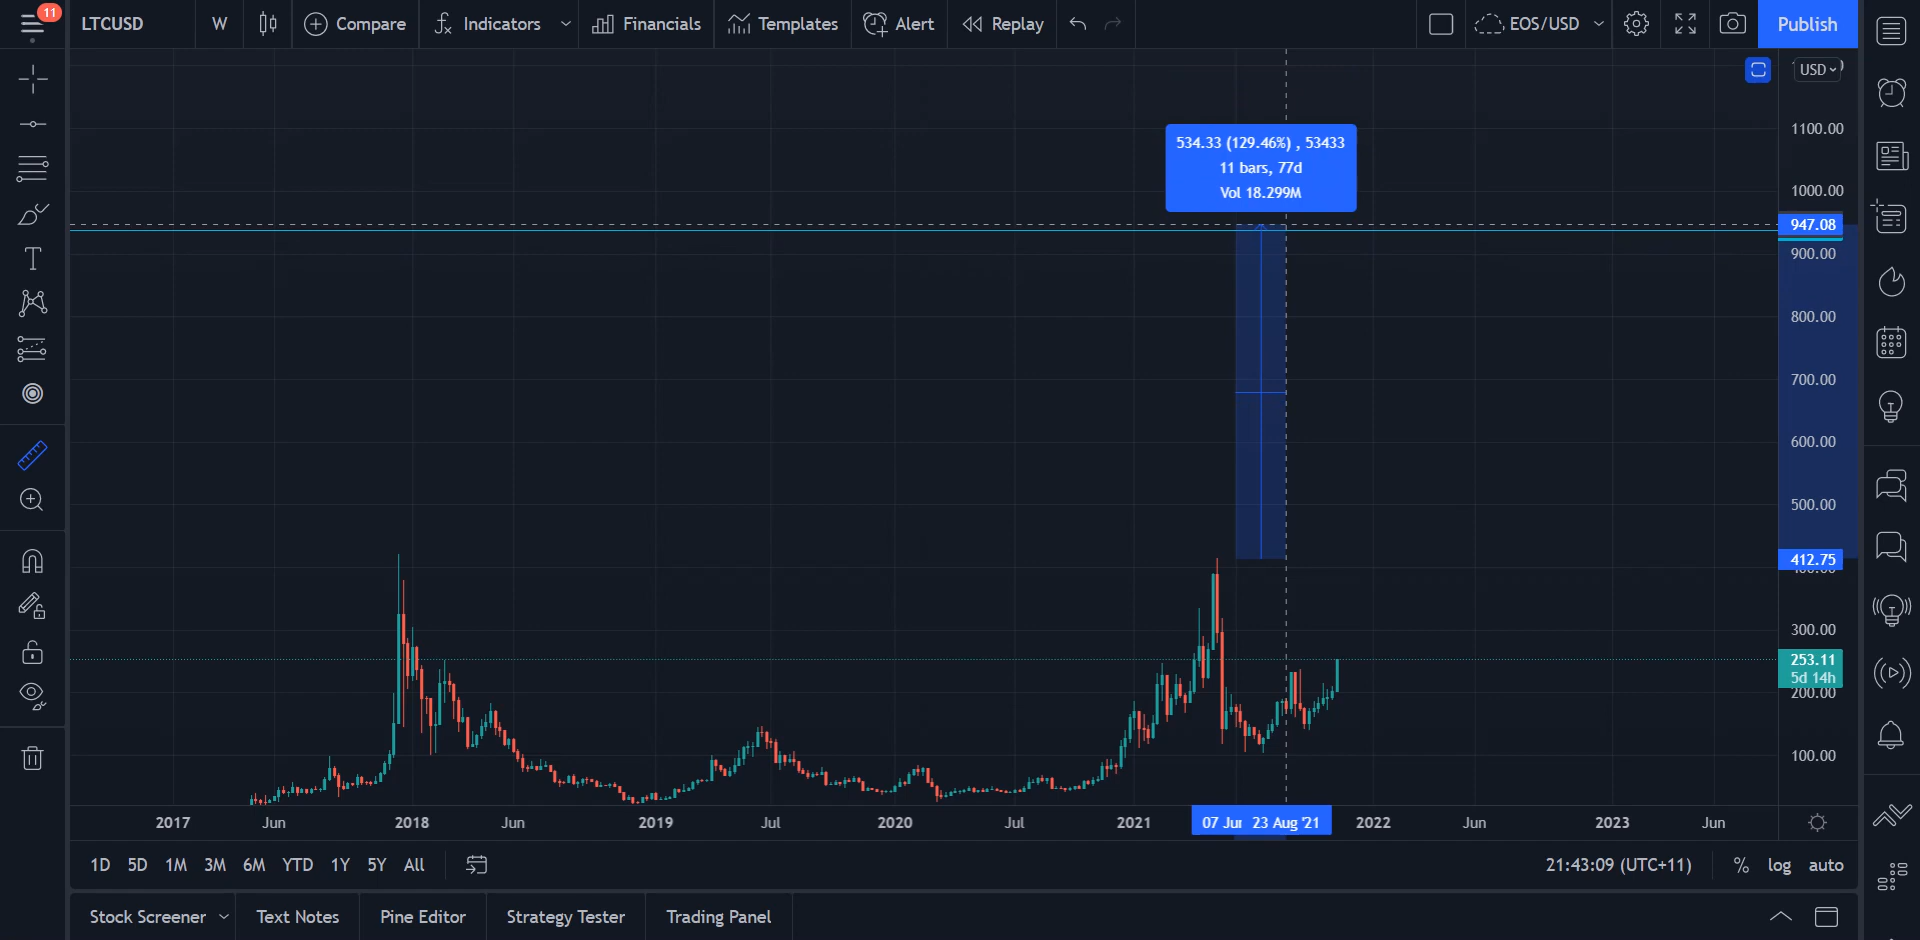 11
LTCUSD
W
Compare
Indicators
Financials
Templates
Alert
Replay
EOS/USD
Publish
USD
534.33 (129.46%) , 53433
11 bars, 77d
Vol 18.299M
1100.00
1000.00
947.08
900.00
800.00
700.00
600.00
500.00
412.75
300.00
253.11
5d 14h
200.00
100.00
2017 Jun 2018 Jun 2019 Jul 2020 Jul 2021 07 Jun 23 Aug '21 2022 Jun 2023 Jun
1D 5D 1M 3M 6M YTD 1Y 5Y All
21:43:09 (UTC+11) % log auto
Stock Screener Text Notes Pine Editor Strategy Tester Trading Panel